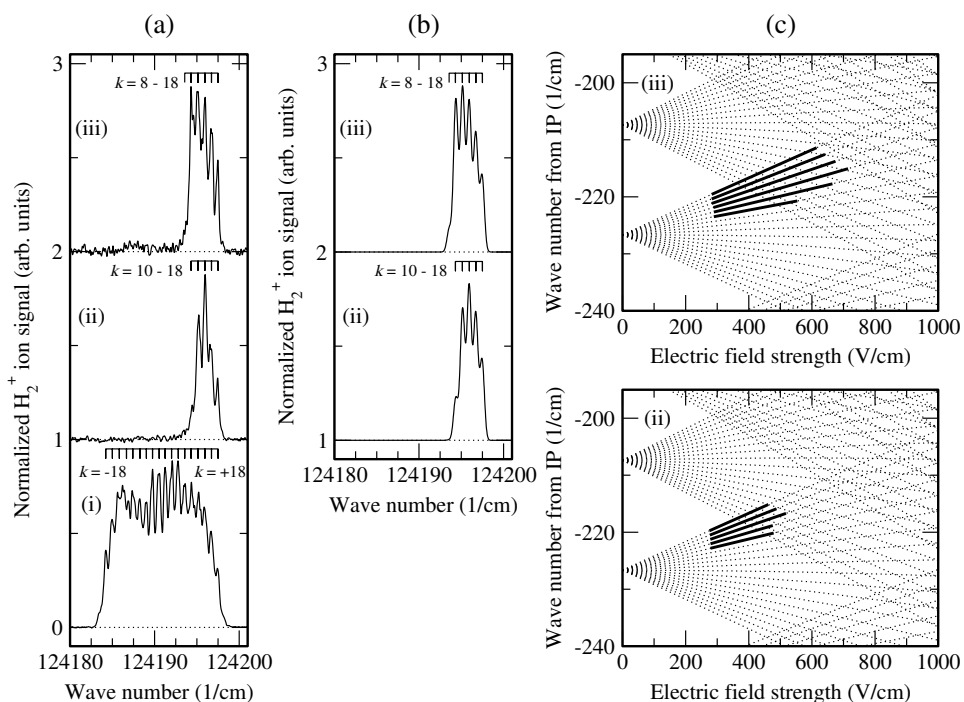 (a)
Normalized H₂⁺ ion signal (arb. units)
3
2
1
0
k = 8 - 18
(iii)
k = 10 - 18
(ii)
k = -18
k = +18
(i)
124180
124190
124200
Wave number (1/cm)
(b)
Normalized H₂⁺ ion signal (arb. units)
3
2
1
k = 8 - 18
(iii)
k = 10 - 18
(ii)
124181
124191
124201
Wave number (1/cm)
(c)
Wave number from IP (1/cm)
-200
-220
-240
(iii)
0
200
400
600
800
1000
Electric field strength (V/cm)
Wave number from IP (1/cm)
-200
-220
-240
(ii)
0
200
400
600
800
1000
Electric field strength (V/cm)